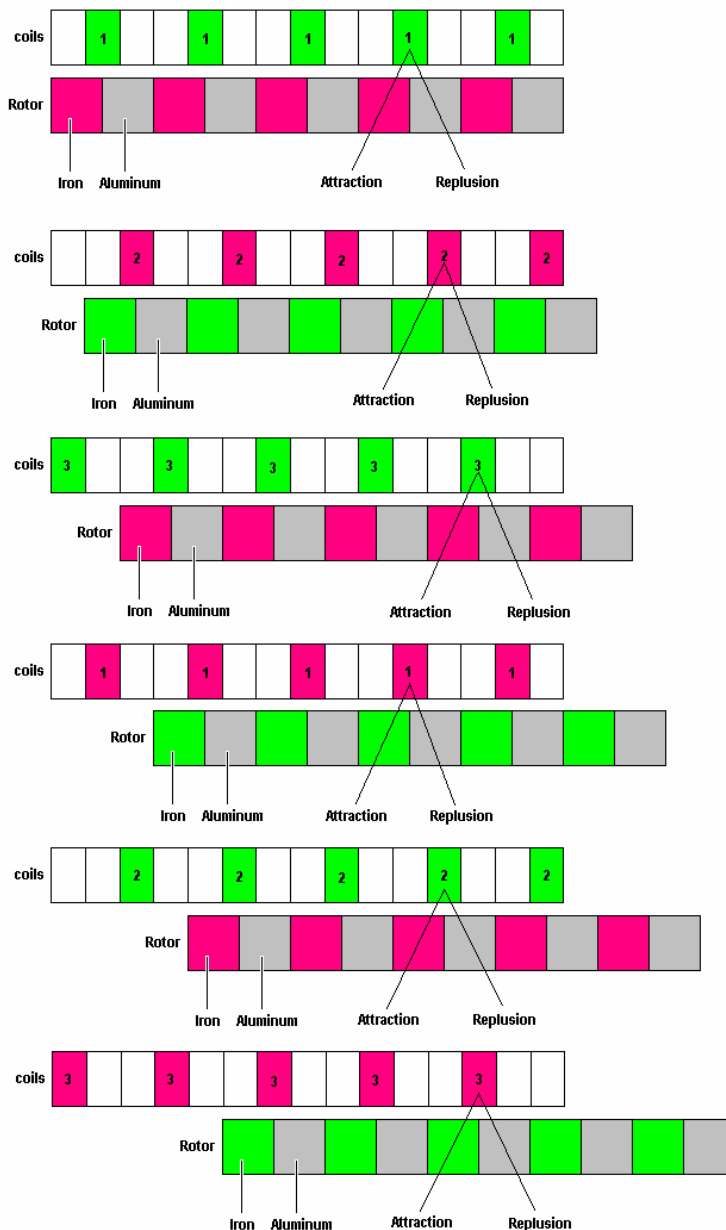 coils 1 1 1 1 1
Rotor
Iron Aluminum Attraction Replusion
coils 2 2 2 2 2
Rotor
Iron Aluminum Attraction Replusion
coils 3 3 3 3 3
Rotor
Iron Aluminum Attraction Replusion
coils 1 1 1 1 1
Rotor
Iron Aluminum Attraction Replusion
coils 2 2 2 2 2
Rotor
Iron Aluminum Attraction Replusion
coils 3 3 3 3 3
Rotor
Iron Aluminum Attraction Replusion